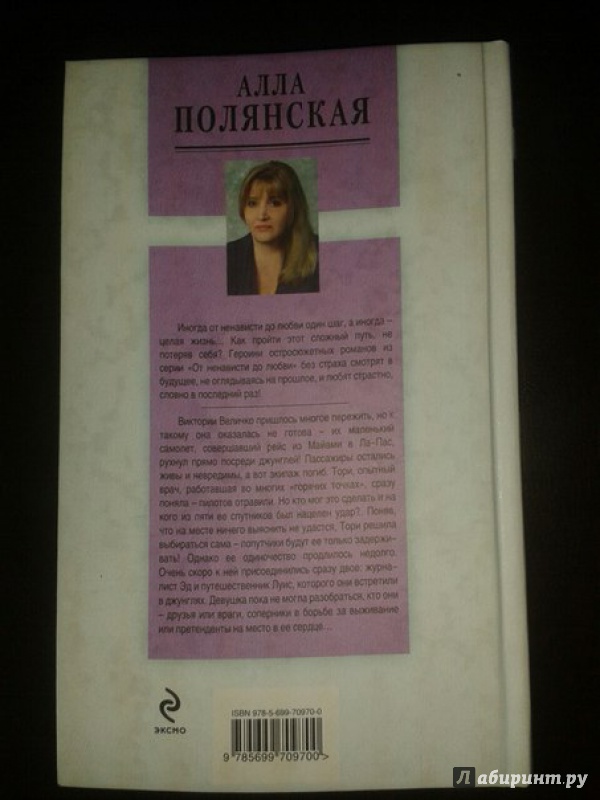 АЛЛА
ПОЛЯНСКАЯ
Иногда от ненависти до любви один шаг, а иногда –
целая жизнь... Как пройти этот сложный путь, не
потеряв себя? Героини остросюжетных романов из
серии «От ненависти до любви» без страха смотрят в
будущее, не оглядываясь на прошлое, и любят страстно,
словно в последний раз!
Виктории Величко пришлось многое пережить, но к
такому она оказалась не готова – их маленький
самолет, совершавший рейс из Майами в Ла-Пас,
рухнул прямо посреди джунглей! Пассажиры остались
живы и невредимы, а вот экипаж погиб. Тори, опытный
врач, работавшая во многих «горячих точках», сразу
поняла – пилотов отравили. Но кто мог это сделать и на
кого из пяти ее спутников был нацелен удар?.. Поняв,
что на месте ничего выяснить не удастся, Тори решила
выбираться сама – попутчики будут ее только задержи-
вать! Однако ее одиночество продлилось недолго.
Очень скоро к ней присоединились сразу двое: журна-
лист Эд и путешественник Луис, которого они встретили
в джунглях. Девушка пока не могла разобраться, кто они
– друзья или враги, соперники в борьбе за выживание
или претенденты на место в ее сердце...
ЭКСМО
ISBN 978-5-699-70970-0
9 785699 709700 >
Лабиринт.ру